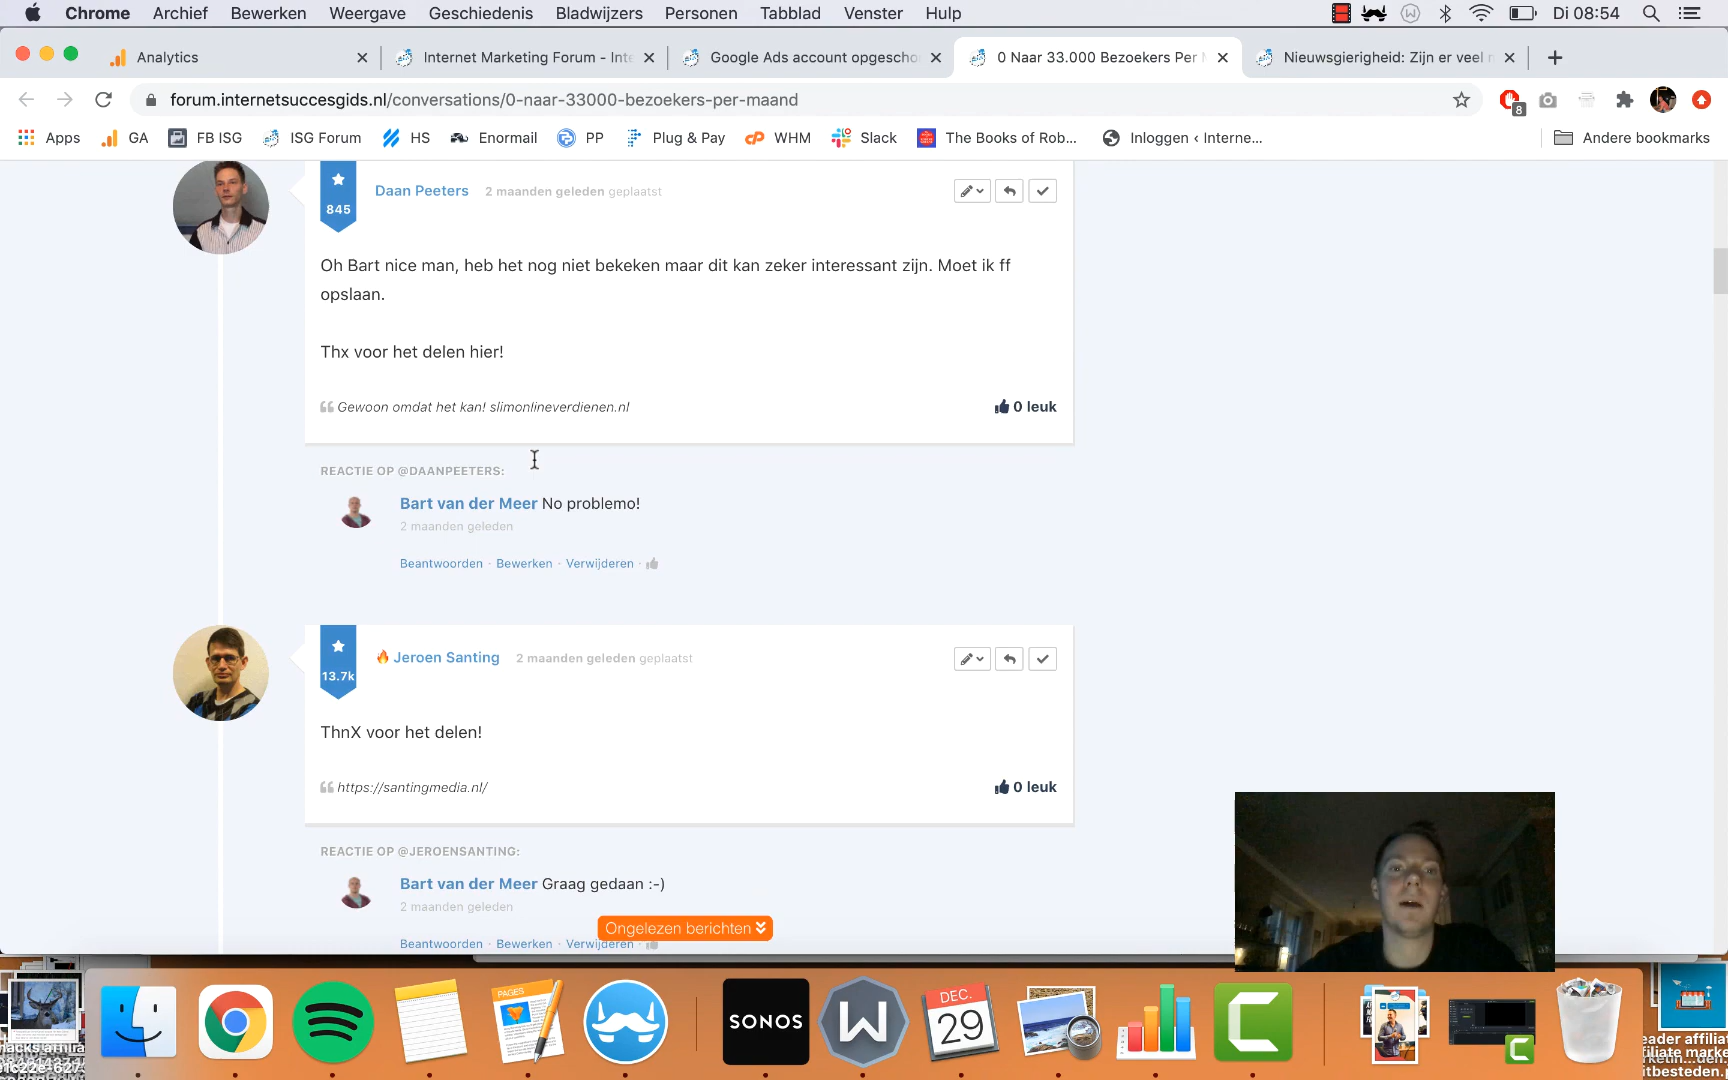 Chrome Archief Bewerken Weergave Geschiedenis Bladwijzers Personen Tabblad Venster Hulp Di 08:54
Analytics
Internet Marketing Forum - Inte
Google Ads account opgescho
0 Naar 33.000 Bezoekers Per
Nieuwsgierigheid: Zijn er veel
forum.internetsuccesgids.nl/conversations/0-naar-33000-bezoekers-per-maand
8
Apps GA FB ISG ISG Forum HS Enormail PP Plug & Pay WHM Slack The Books of Rob... Inloggen ‹ Interne... Andere bookmarks
845
Daan Peeters 2 maanden geleden geplaatst
Oh Bart nice man, heb het nog niet bekeken maar dit kan zeker interessant zijn. Moet ik ff
opslaan.
Thx voor het delen hier!
Gewoon omdat het kan! slimonlineverdienen.nl
0 leuk
REACTIE OP @DAANPEETERS:
Bart van der Meer No problemo!
2 maanden geleden
Beantwoorden · Bewerken · Verwijderen ·
13.7k
Jeroen Santing 2 maanden geleden geplaatst
ThnX voor het delen!
https://santingmedia.nl/
0 leuk
REACTIE OP @JEROENSANTING:
Bart van der Meer Graag gedaan :-)
2 maanden geleden
Ongelezen berichten
Beantwoorden · Bewerken · Verwijderen ·
PAGES
SONOS
DEC.
29